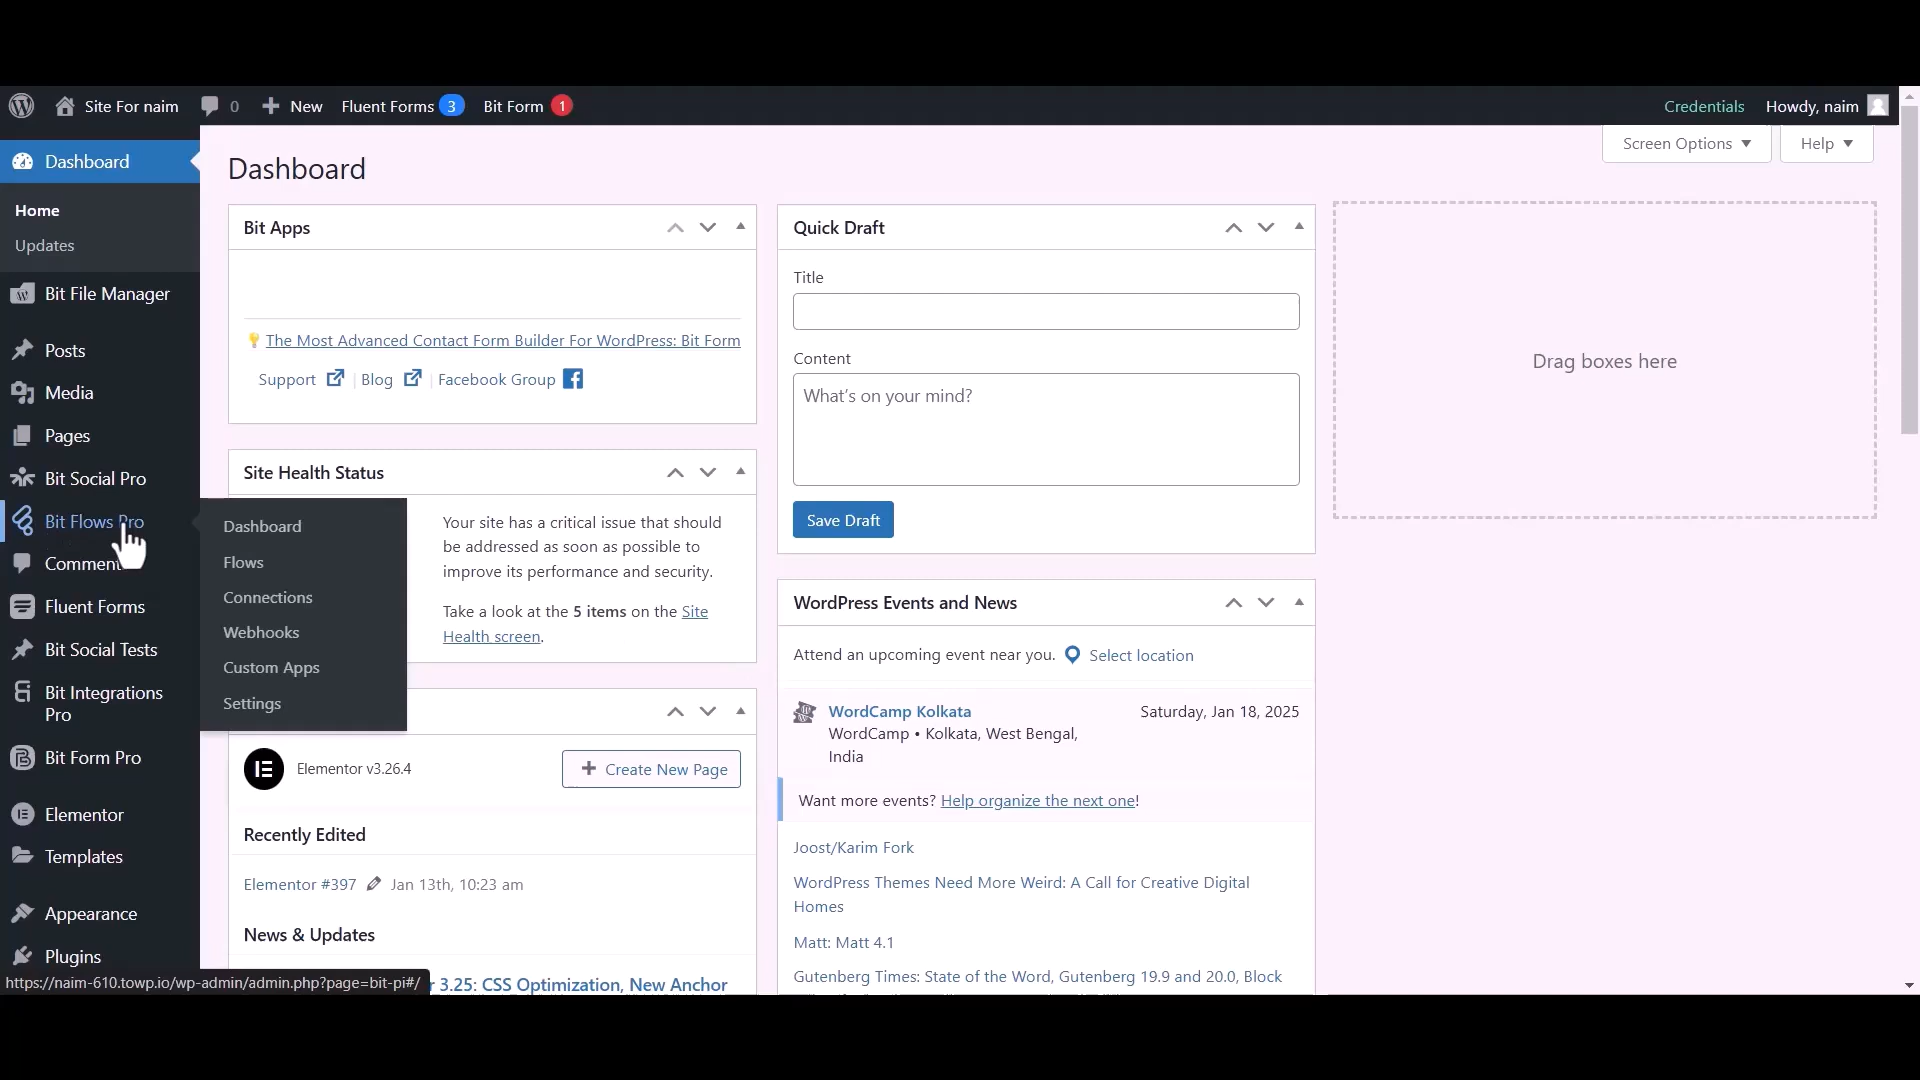 Site For naim
0
New
Fluent Forms 3
Bit Form 1
Credentials
Howdy, naim
Dashboard
Home
Updates
Bit File Manager
Posts
Media
Pages
Bit Social Pro
Bit Flows Pro
Comment
Fluent Forms
Bit Social Tests
Bit Integrations
Pro
Bit Form Pro
Elementor
Templates
Appearance
Plugins
https://naim-610.towp.io/wp-admin/admin.php?page=bit-pi#/
Dashboard
Flows
Connections
Webhooks
Custom Apps
Settings
Screen Options
Help
Dashboard
Bit Apps
The Most Advanced Contact Form Builder For WordPress: Bit Form
Support | Blog | Facebook Group
Site Health Status
Your site has a critical issue that should
be addressed as soon as possible to
improve its performance and security.
Take a look at the 5 items on the Site
Health screen.
Elementor v3.26.4
Create New Page
Recently Edited
Elementor #397 Jan 13th, 10:23 am
News & Updates
3.25: CSS Optimization, New Anchor
Quick Draft
Title
Content
What's on your mind?
Save Draft
WordPress Events and News
Attend an upcoming event near you. Select location
WordCamp Kolkata Saturday, Jan 18, 2025
WordCamp • Kolkata, West Bengal,
India
Want more events? Help organize the next one!
Joost/Karim Fork
WordPress Themes Need More Weird: A Call for Creative Digital
Homes
Matt: Matt 4.1
Gutenberg Times: State of the Word, Gutenberg 19.9 and 20.0, Block
Drag boxes here